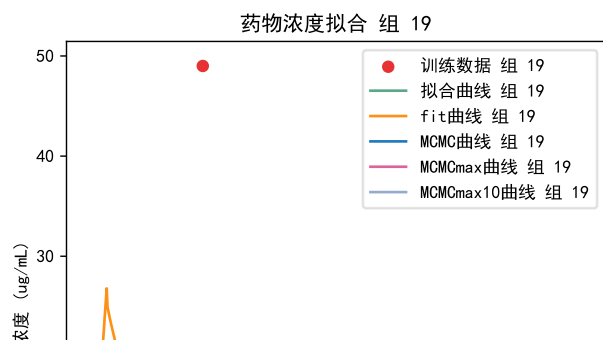 药物浓度拟合 组 19
50
40
30
浓度 (ug/mL)
训练数据 组 19
拟合曲线 组 19
fit曲线 组 19
MCMC曲线 组 19
MCMCmax曲线 组 19
MCMCmax10曲线 组 19